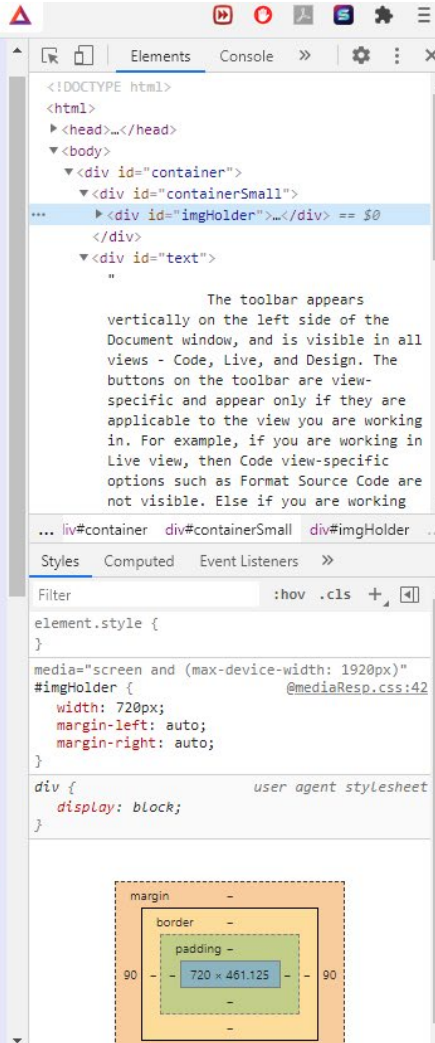 Elements Console »
<!DOCTYPE html>
<html>
<head>…</head>
<body>
<div id="container">
<div id="containerSmall">
… <div id="imgHolder">…</div> == $0
</div>
<div id="text">
"
The toolbar appears
vertically on the left side of the
Document window, and is visible in all
views - Code, Live, and Design. The
buttons on the toolbar are view-
specific and appear only if they are
applicable to the view you are working
in. For example, if you are working in
Live view, then Code view-specific
options such as Format Source Code are
not visible. Else if you are working
... liv#container div#containerSmall div#imgHolder ..
Styles Computed Event Listeners »
Filter :hov .cls +
element.style {
}
media="screen and (max-device-width: 1920px)"
#imgHolder { @mediaResp.css:42
width: 720px;
margin-left: auto;
margin-right: auto;
}
div { user agent stylesheet
display: block;
}
margin –
border –
padding –
90 – – 720 × 461.125 – – 90
–
–